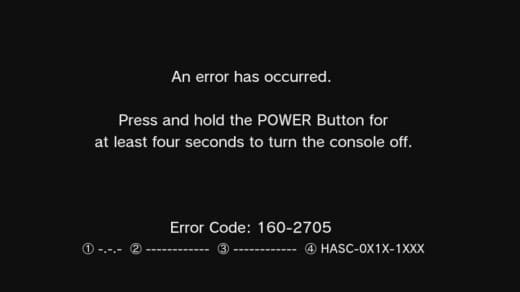 An error has occurred.
Press and hold the POWER Button for
at least four seconds to turn the console off.
Error Code: 160-2705
① -.-.- ② ------------ ③ ------------ ④ HASC-0X1X-1XXX